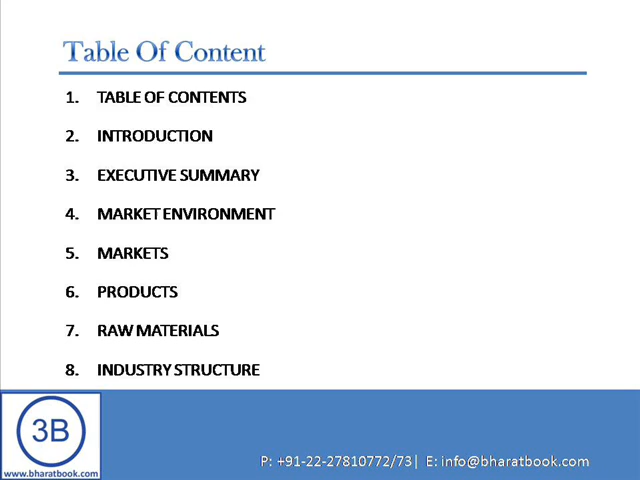 Table Of Content
1. TABLE OF CONTENTS
2. INTRODUCTION
3. EXECUTIVE SUMMARY
4. MARKET ENVIRONMENT
5. MARKETS
6. PRODUCTS
7. RAW MATERIALS
8. INDUSTRY STRUCTURE
3B
www.bharatbook.com
P: +91-22-27810772/73| E: info@bharatbook.com